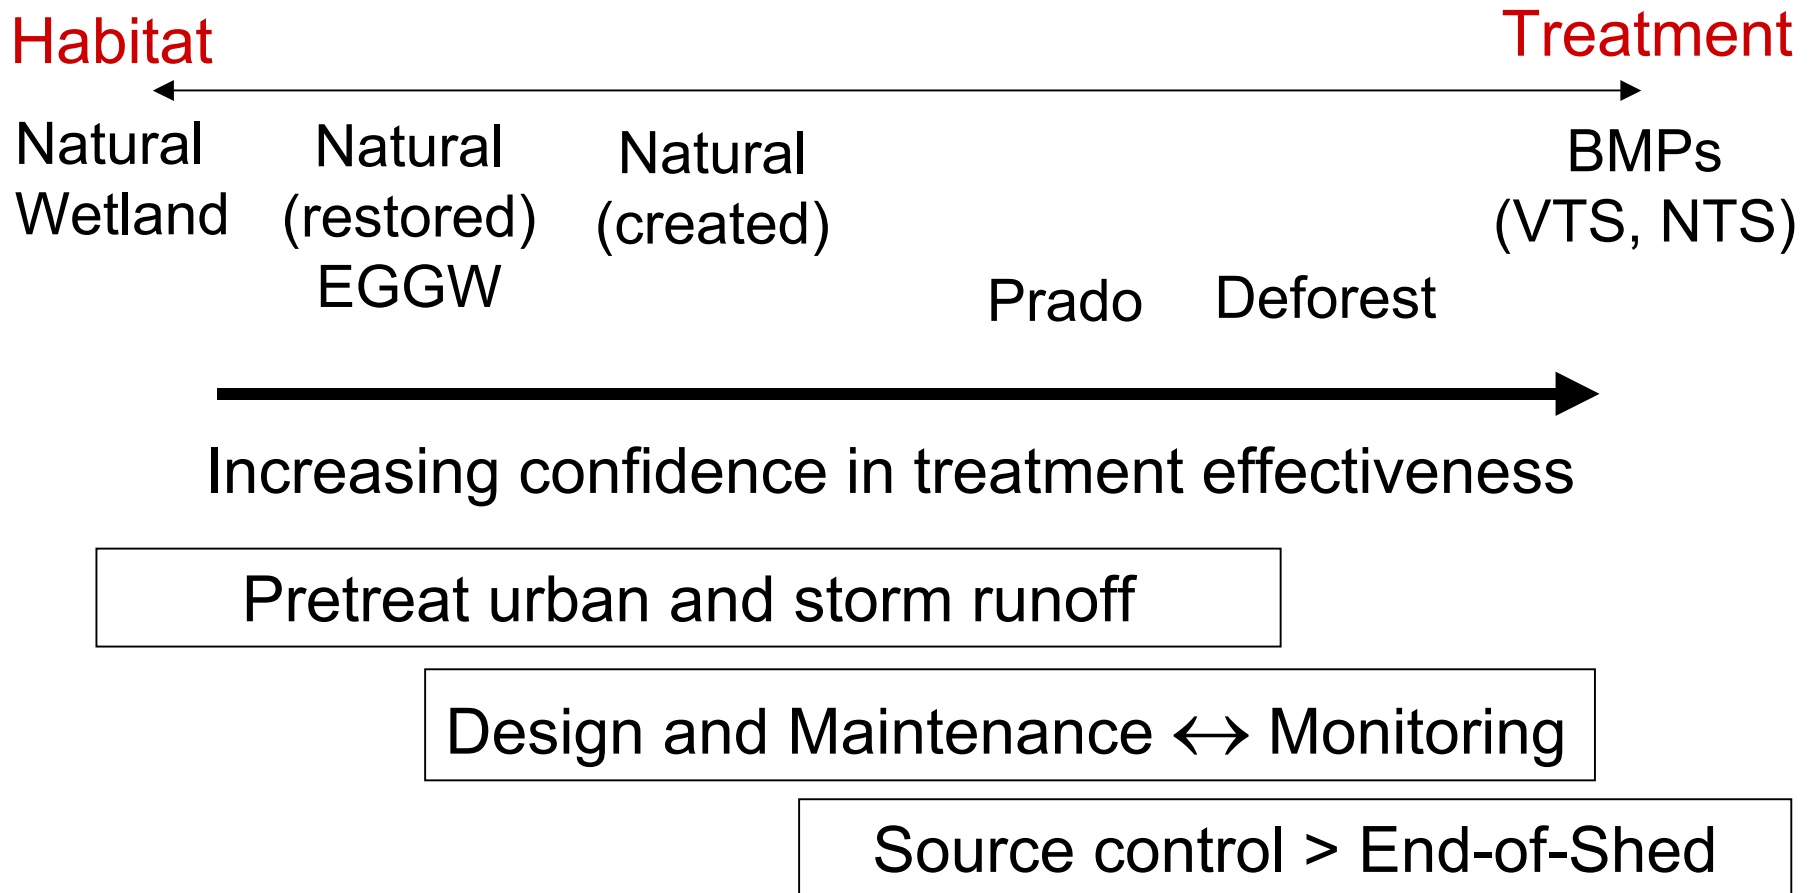 Habitat
Treatment
Natural
Wetland
Natural
(restored)
EGGW
Natural
(created)
Prado
Deforest
BMPs
(VTS, NTS)
Increasing confidence in treatment effectiveness
Pretreat urban and storm runoff
Design and Maintenance ↔ Monitoring
Source control > End-of-Shed